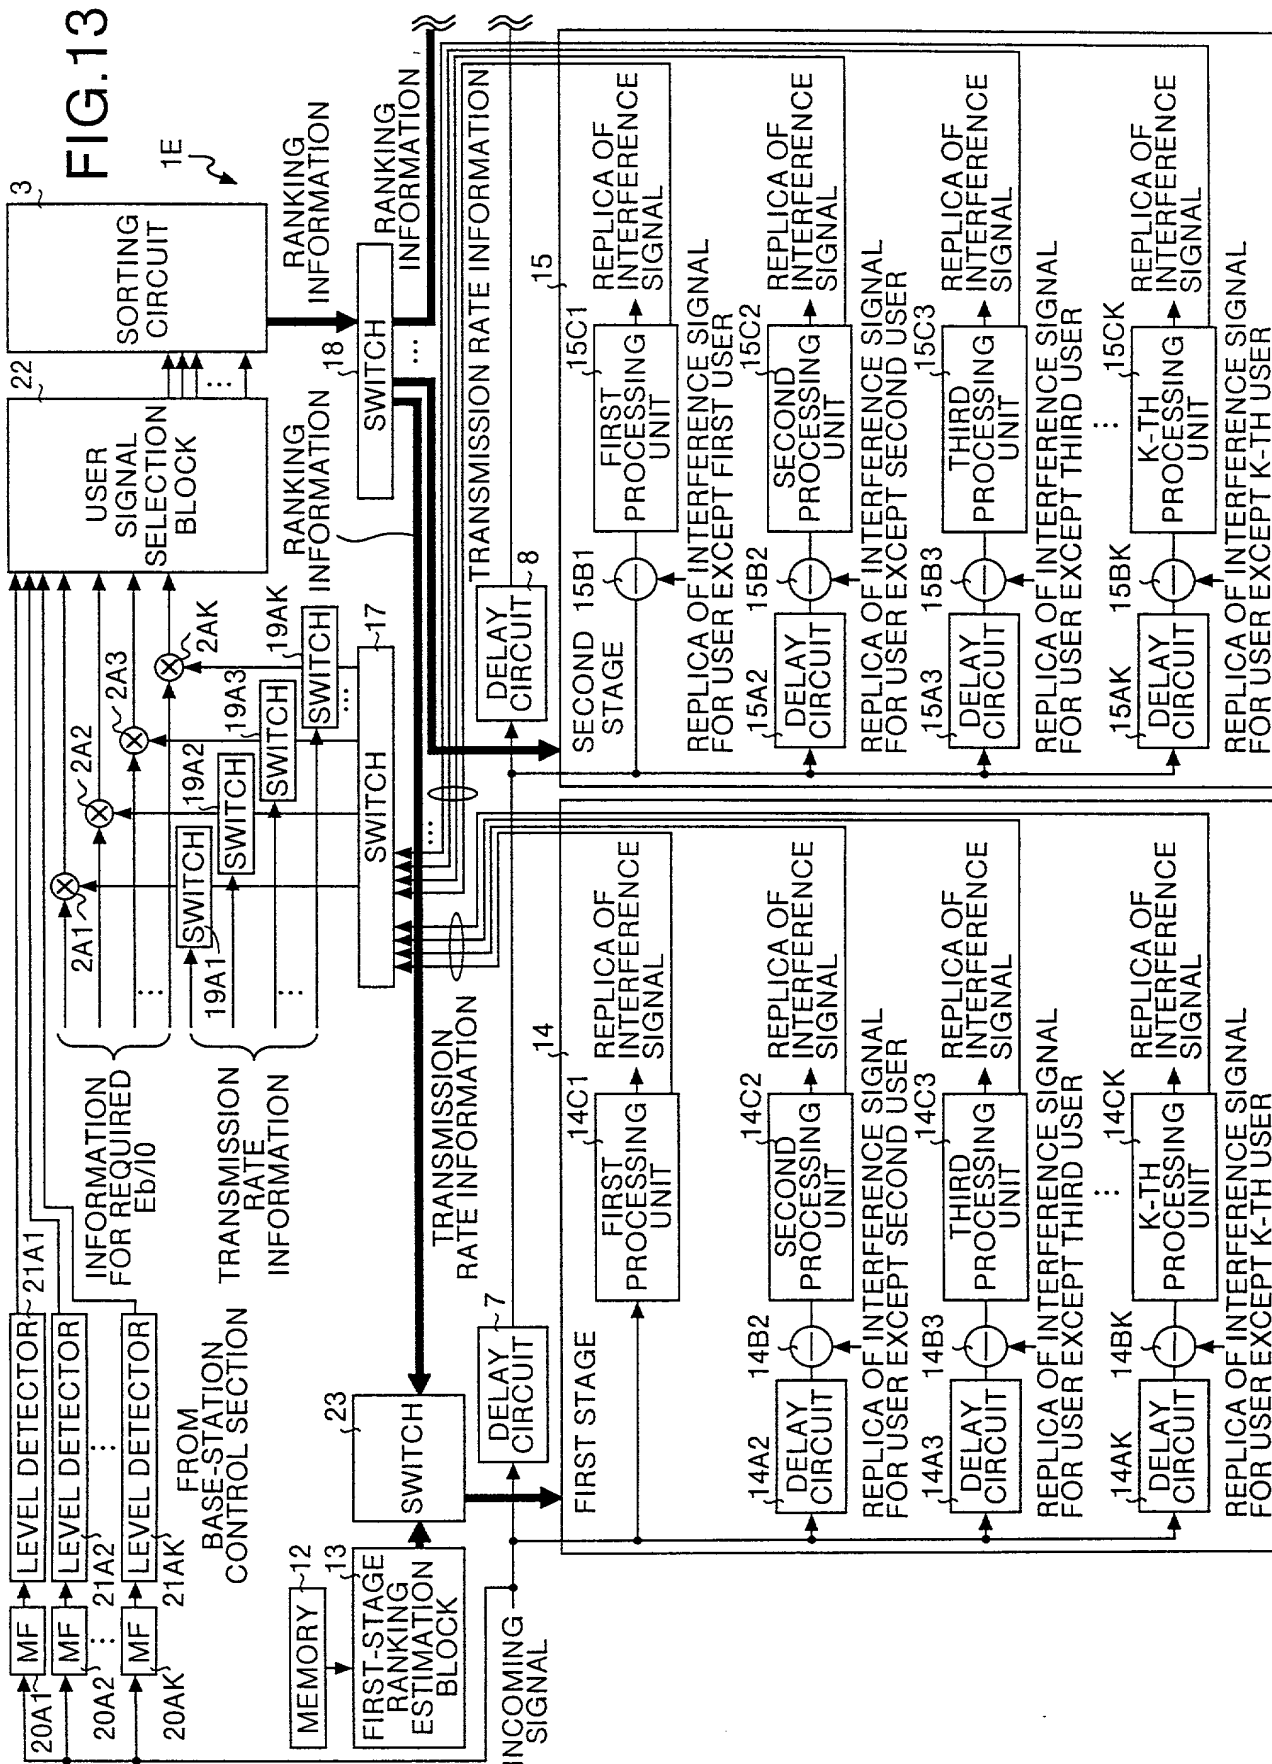 FIG.13
1E
20A1
MF
LEVEL DETECTOR
21A1
20A2
MF
LEVEL DETECTOR
21A2
⋮
⋮
20AK
MF
LEVEL DETECTOR
21AK
FROM
BASE-STATION
CONTROL SECTION
INFORMATION
FOR REQUIRED
Eb/I0
⋮
TRANSMISSION
RATE
INFORMATION
⋮
2A1
2A2
2A3
2AK
19A1
SWITCH
19A2
SWITCH
19A3
SWITCH
19AK
SWITCH
...
17
SWITCH
22
USER
SIGNAL
SELECTION
BLOCK
...
3
SORTING
CIRCUIT
RANKING
INFORMATION
18
SWITCH
...
RANKING
INFORMATION
RANKING
INFORMATION
MEMORY
12
13
FIRST-STAGE
RANKING
ESTIMATION
BLOCK
23
SWITCH
TRANSMISSION
RATE INFORMATION
...
TRANSMISSION RATE INFORMATION
INCOMING
SIGNAL
DELAY
CIRCUIT
7
DELAY
CIRCUIT
8
FIRST STAGE
14
14C1
FIRST
PROCESSING
UNIT
REPLICA OF
INTERFERENCE
SIGNAL
14A2
DELAY
CIRCUIT
14B2
14C2
SECOND
PROCESSING
UNIT
REPLICA OF
INTERFERENCE
SIGNAL
REPLICA OF INTERFERENCE SIGNAL
FOR USER EXCEPT SECOND USER
14A3
DELAY
CIRCUIT
14B3
14C3
THIRD
PROCESSING
UNIT
REPLICA OF
INTERFERENCE
SIGNAL
REPLICA OF INTERFERENCE SIGNAL
FOR USER EXCEPT THIRD USER
⋮
14AK
DELAY
CIRCUIT
14BK
14CK
K-TH
PROCESSING
UNIT
REPLICA OF
INTERFERENCE
SIGNAL
REPLICA OF INTERFERENCE SIGNAL
FOR USER EXCEPT K-TH USER
SECOND
STAGE
15
15B1
15C1
FIRST
PROCESSING
UNIT
REPLICA OF
INTERFERENCE
SIGNAL
REPLICA OF INTERFERENCE SIGNAL
FOR USER EXCEPT FIRST USER
15A2
DELAY
CIRCUIT
15B2
15C2
SECOND
PROCESSING
UNIT
REPLICA OF
INTERFERENCE
SIGNAL
REPLICA OF INTERFERENCE SIGNAL
FOR USER EXCEPT SECOND USER
15A3
DELAY
CIRCUIT
15B3
15C3
THIRD
PROCESSING
UNIT
REPLICA OF
INTERFERENCE
SIGNAL
REPLICA OF INTERFERENCE SIGNAL
FOR USER EXCEPT THIRD USER
⋮
15AK
DELAY
CIRCUIT
15BK
15CK
K-TH
PROCESSING
UNIT
REPLICA OF
INTERFERENCE
SIGNAL
REPLICA OF INTERFERENCE SIGNAL
FOR USER EXCEPT K-TH USER